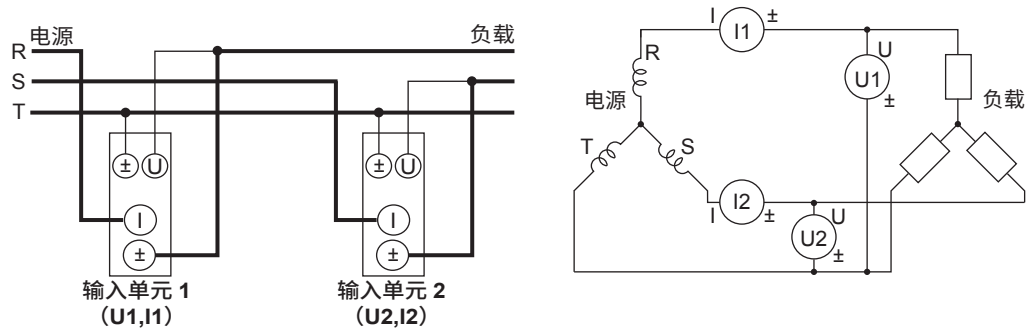 电源
负载
R
S
T
± U
± U
I
I
±
±
输入单元 1
(U1,I1)
输入单元 2
(U2,I2)
I I1 ±
R
U
U1
±
电源
负载
T
S
I I2 ±
U
U2
±